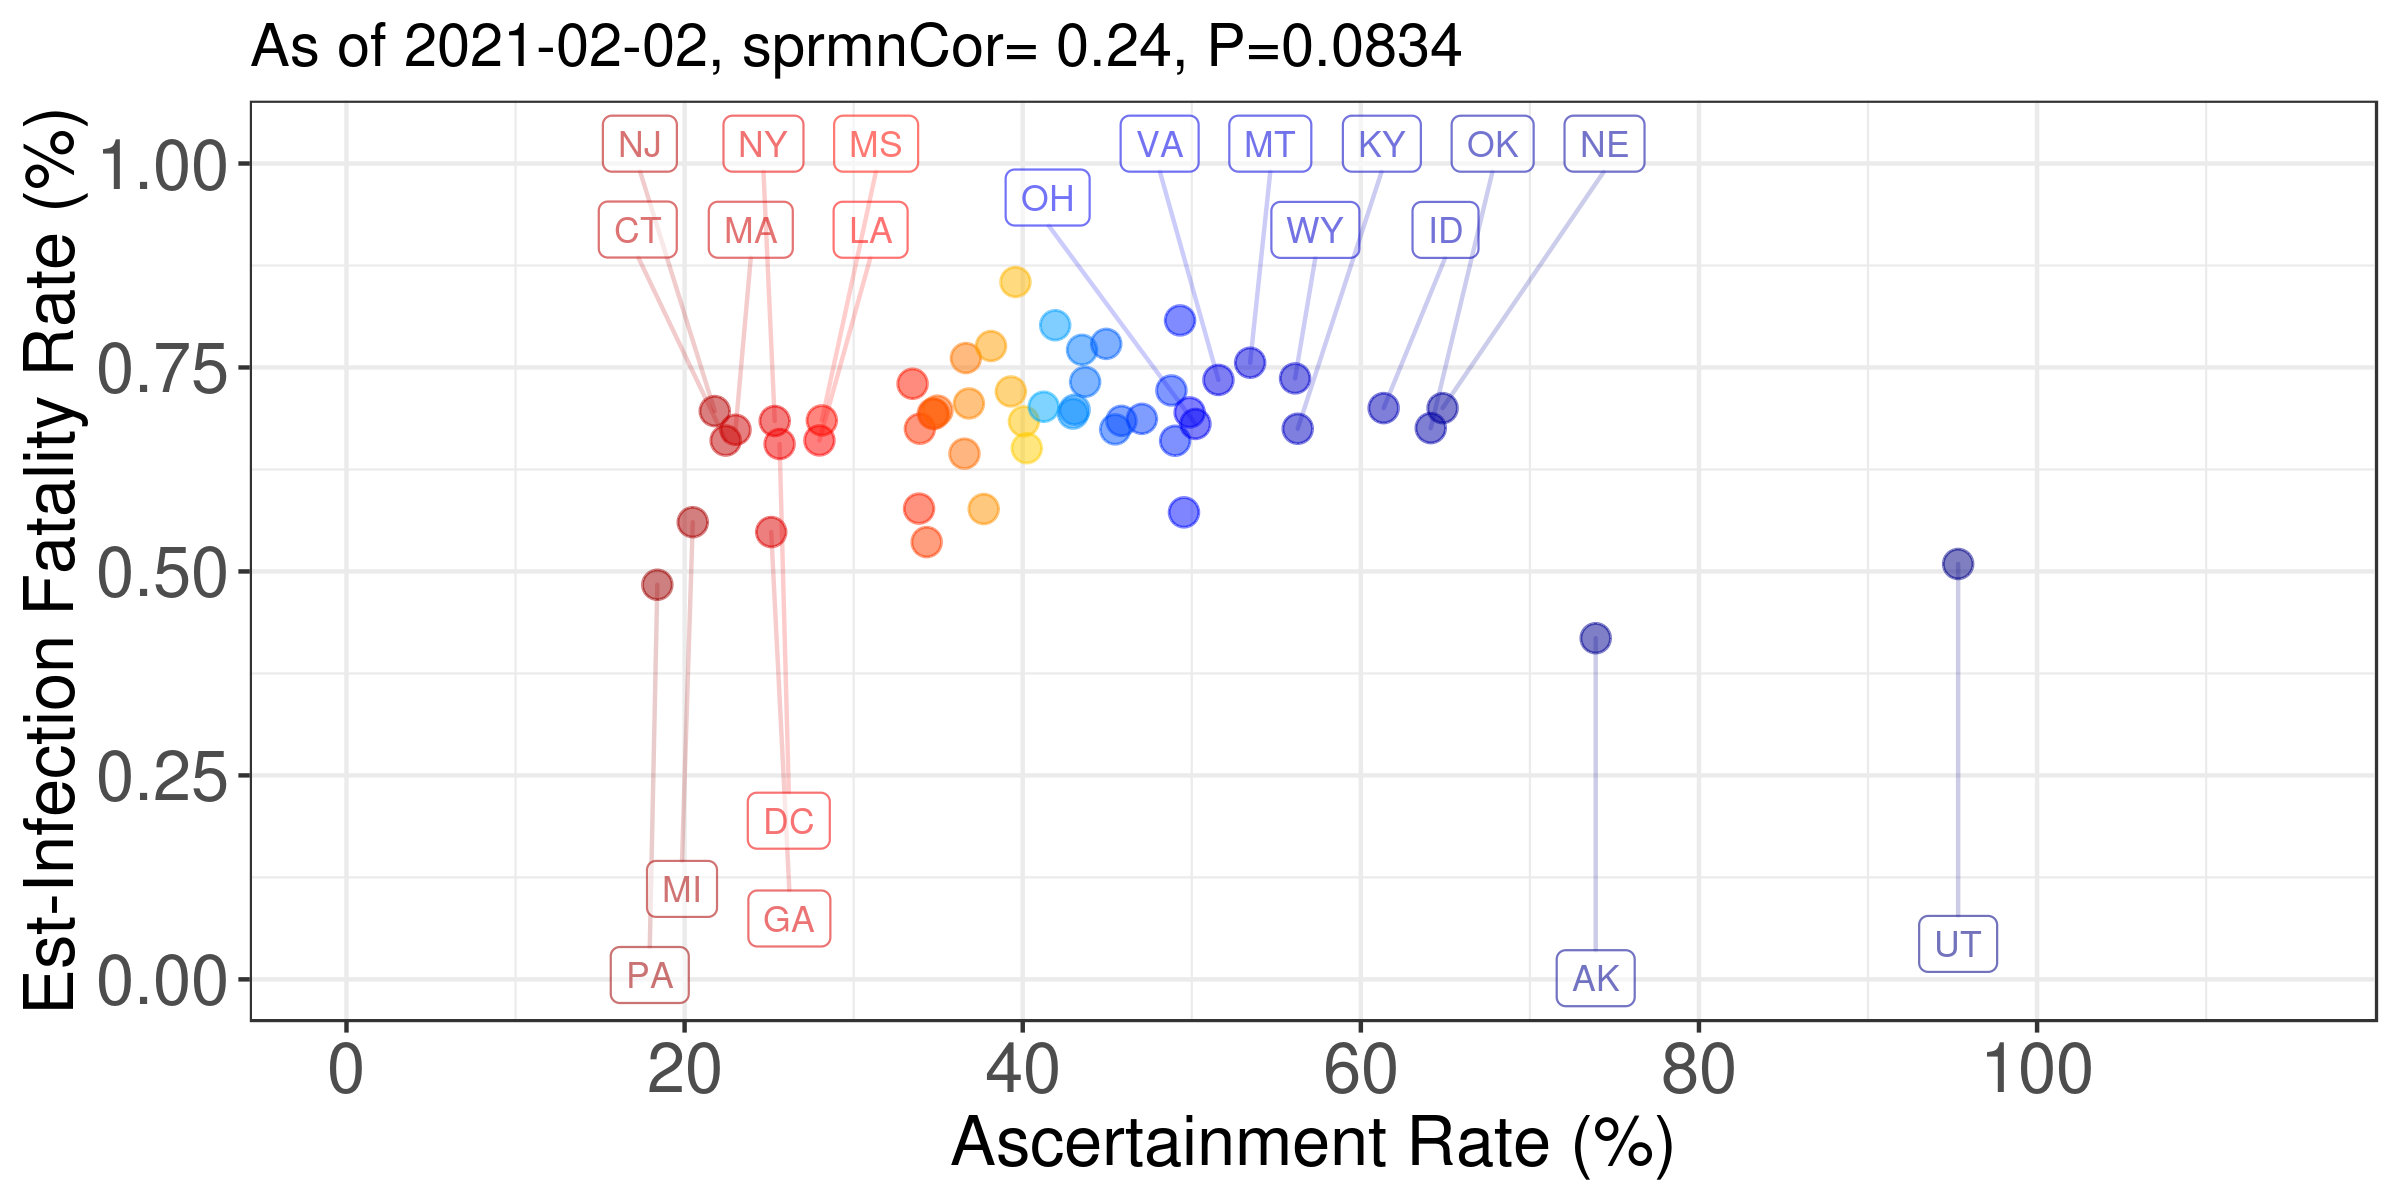 As of 2021-02-02, sprmnCor= 0.24, P=0.0834
Est-Infection Fatality Rate (%)
1.00
0.75
0.50
0.25
0.00
NJ NY MS VA MT KY OK NE
OH
CT MA LA WY ID
DC
MI
GA
UT
PA AK
0 20 40 60 80 100
Ascertainment Rate (%)